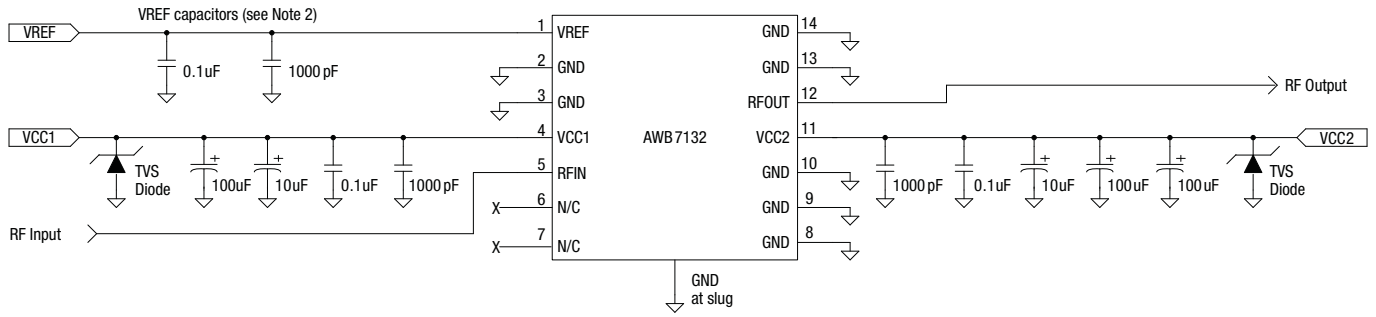 VREF capacitors (see Note 2)
VREF
0.1uF
1000 pF
1
VREF
2
GND
3
GND
VCC1
4
VCC1
TVS
Diode
100uF
10uF
0.1uF
1000 pF
5
RFIN
6
X
N/C
7
X
N/C
RF Input
AWB7132
GND
at slug
GND
14
GND
13
RFOUT
12
RF Output
VCC2
11
VCC2
GND
10
GND
9
GND
8
1000 pF
0.1uF
10uF
100uF
100uF
TVS
Diode
+
+
+
+
+